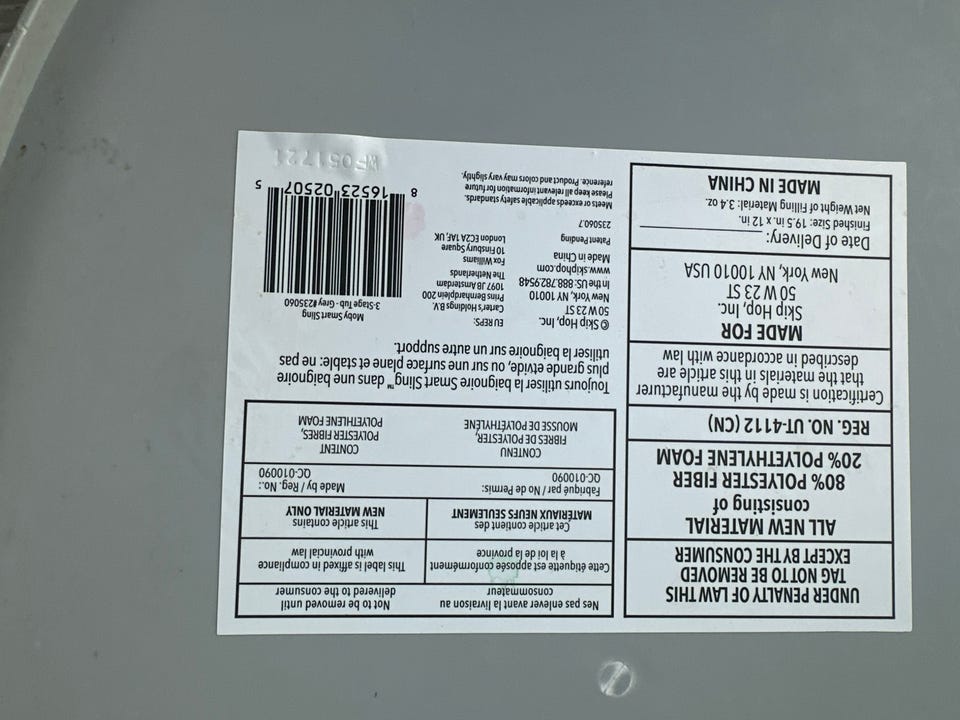 UNDER PENALTY OF LAW THIS
TAG NOT TO BE REMOVED
EXCEPT BY THE CONSUMER
ALL NEW MATERIAL
consisting of
80% POLYESTER FIBER
20% POLYETHYLENE FOAM
REG. NO. UT-4112 (CN)
Certification is made by the manufacturer
that the materials in this article are
described in accordance with law
MADE FOR
Skip Hop, Inc.
50 W 23 ST
New York, NY 10010 USA
Date of Delivery:
Finished Size: 19.5 in. x 12 in.
Net Weight of Filling Material: 3.4 oz.
MADE IN CHINA
Nes pas enlever avant la livraison au
consommateur
Not to be removed until
delivered to the consumer
Cette étiquette est apposée conformément
à la loi de la province
This label is affixed in compliance
with provincial law
Cet article contient des
MATÉRIAUX NEUFS SEULEMENT
This article contains
NEW MATERIAL ONLY
Fabriqué par / No de Permis:
QC-010090
Made by / Reg. No.:
QC-010090
CONTENU
FIBRES DE POLYESTER,
MOUSSE DE POLYÉTHYLÈNE
CONTENT
POLYESTER FIBRES,
POLYETHYLENE FOAM
Toujours utiliser la baignoire Smart Sling™ dans une baignoire
plus grande etvide, ou sur une surface plane et stable: ne pas
utiliser la baignoire sur un autre support.
© Skip Hop, Inc.
50 W 23 ST
New York, NY 10010
In the US: 888.782.9548
www.skiphop.com
Made in China
Patent Pending
235060.7
EU REPS:
Carter's Holdings B.V.
Prins Bernhardplein 200
1097 JB Amsterdam
The Netherlands
Fox Williams
10 Finsbury Square
London EC2A 1AF, UK
Meets or exceeds applicable safety standards.
Please keep all relevant information for future
reference. Product and colors may vary slightly.
Moby Smart Sling
3-Stage Tub - Grey #235060
8 16523 02507 5
WF051721